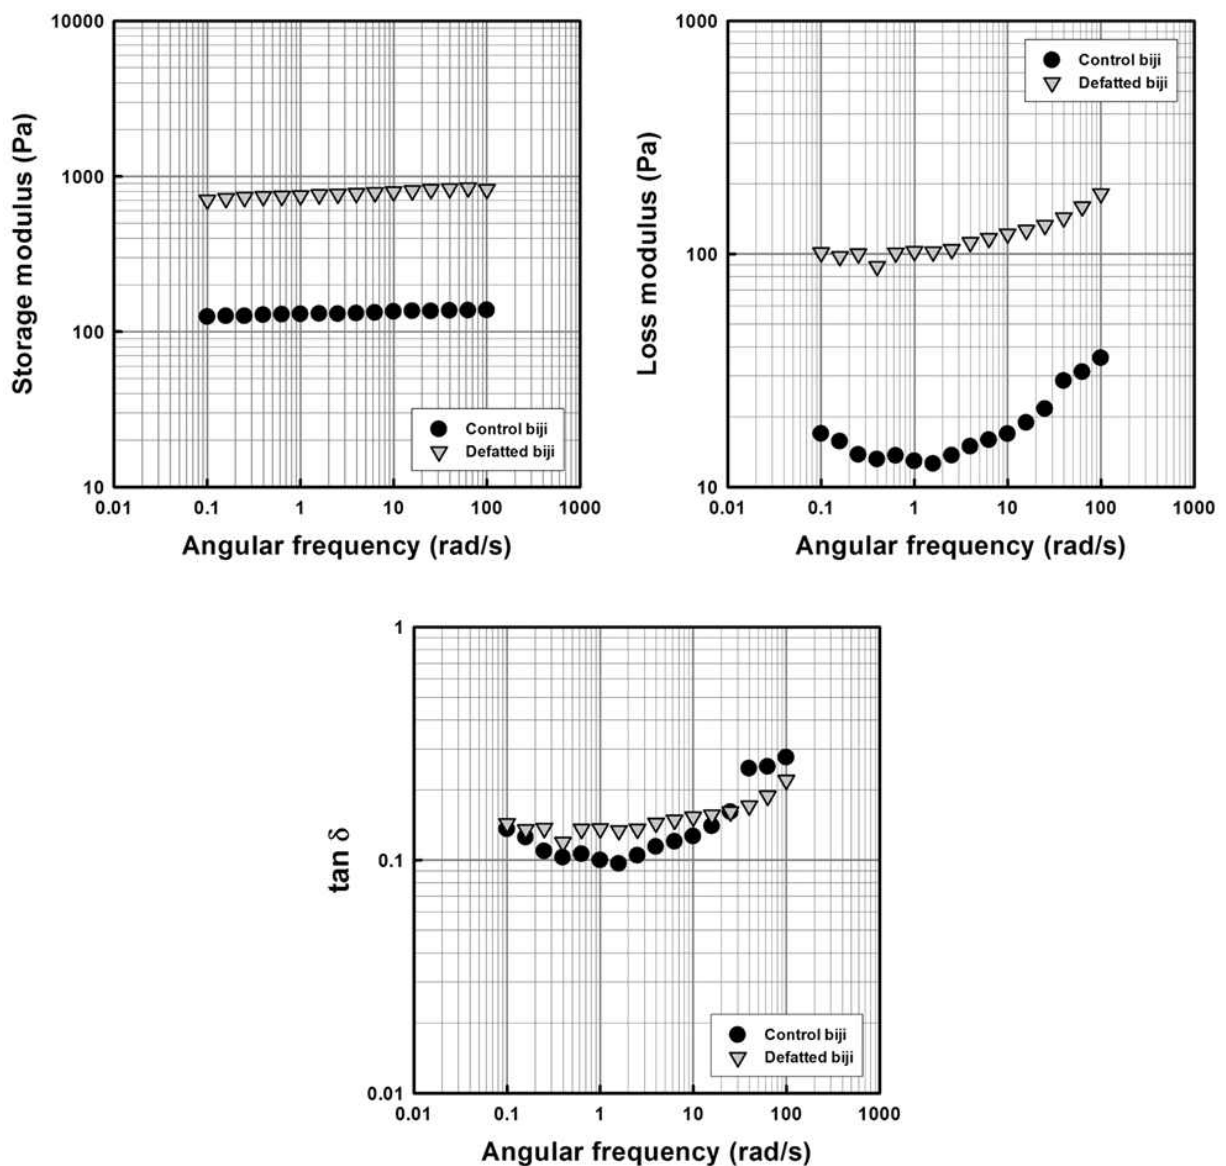 10000
1000
100
10
Storage modulus (Pa)
Control biji
Defatted biji
0.01 0.1 1 10 100 1000
Angular frequency (rad/s)
1000
100
10
Loss modulus (Pa)
Control biji
Defatted biji
0.01 0.1 1 10 100 1000
Angular frequency (rad/s)
1
0.1
0.01
tan δ
Control biji
Defatted biji
0.01 0.1 1 10 100 1000
Angular frequency (rad/s)